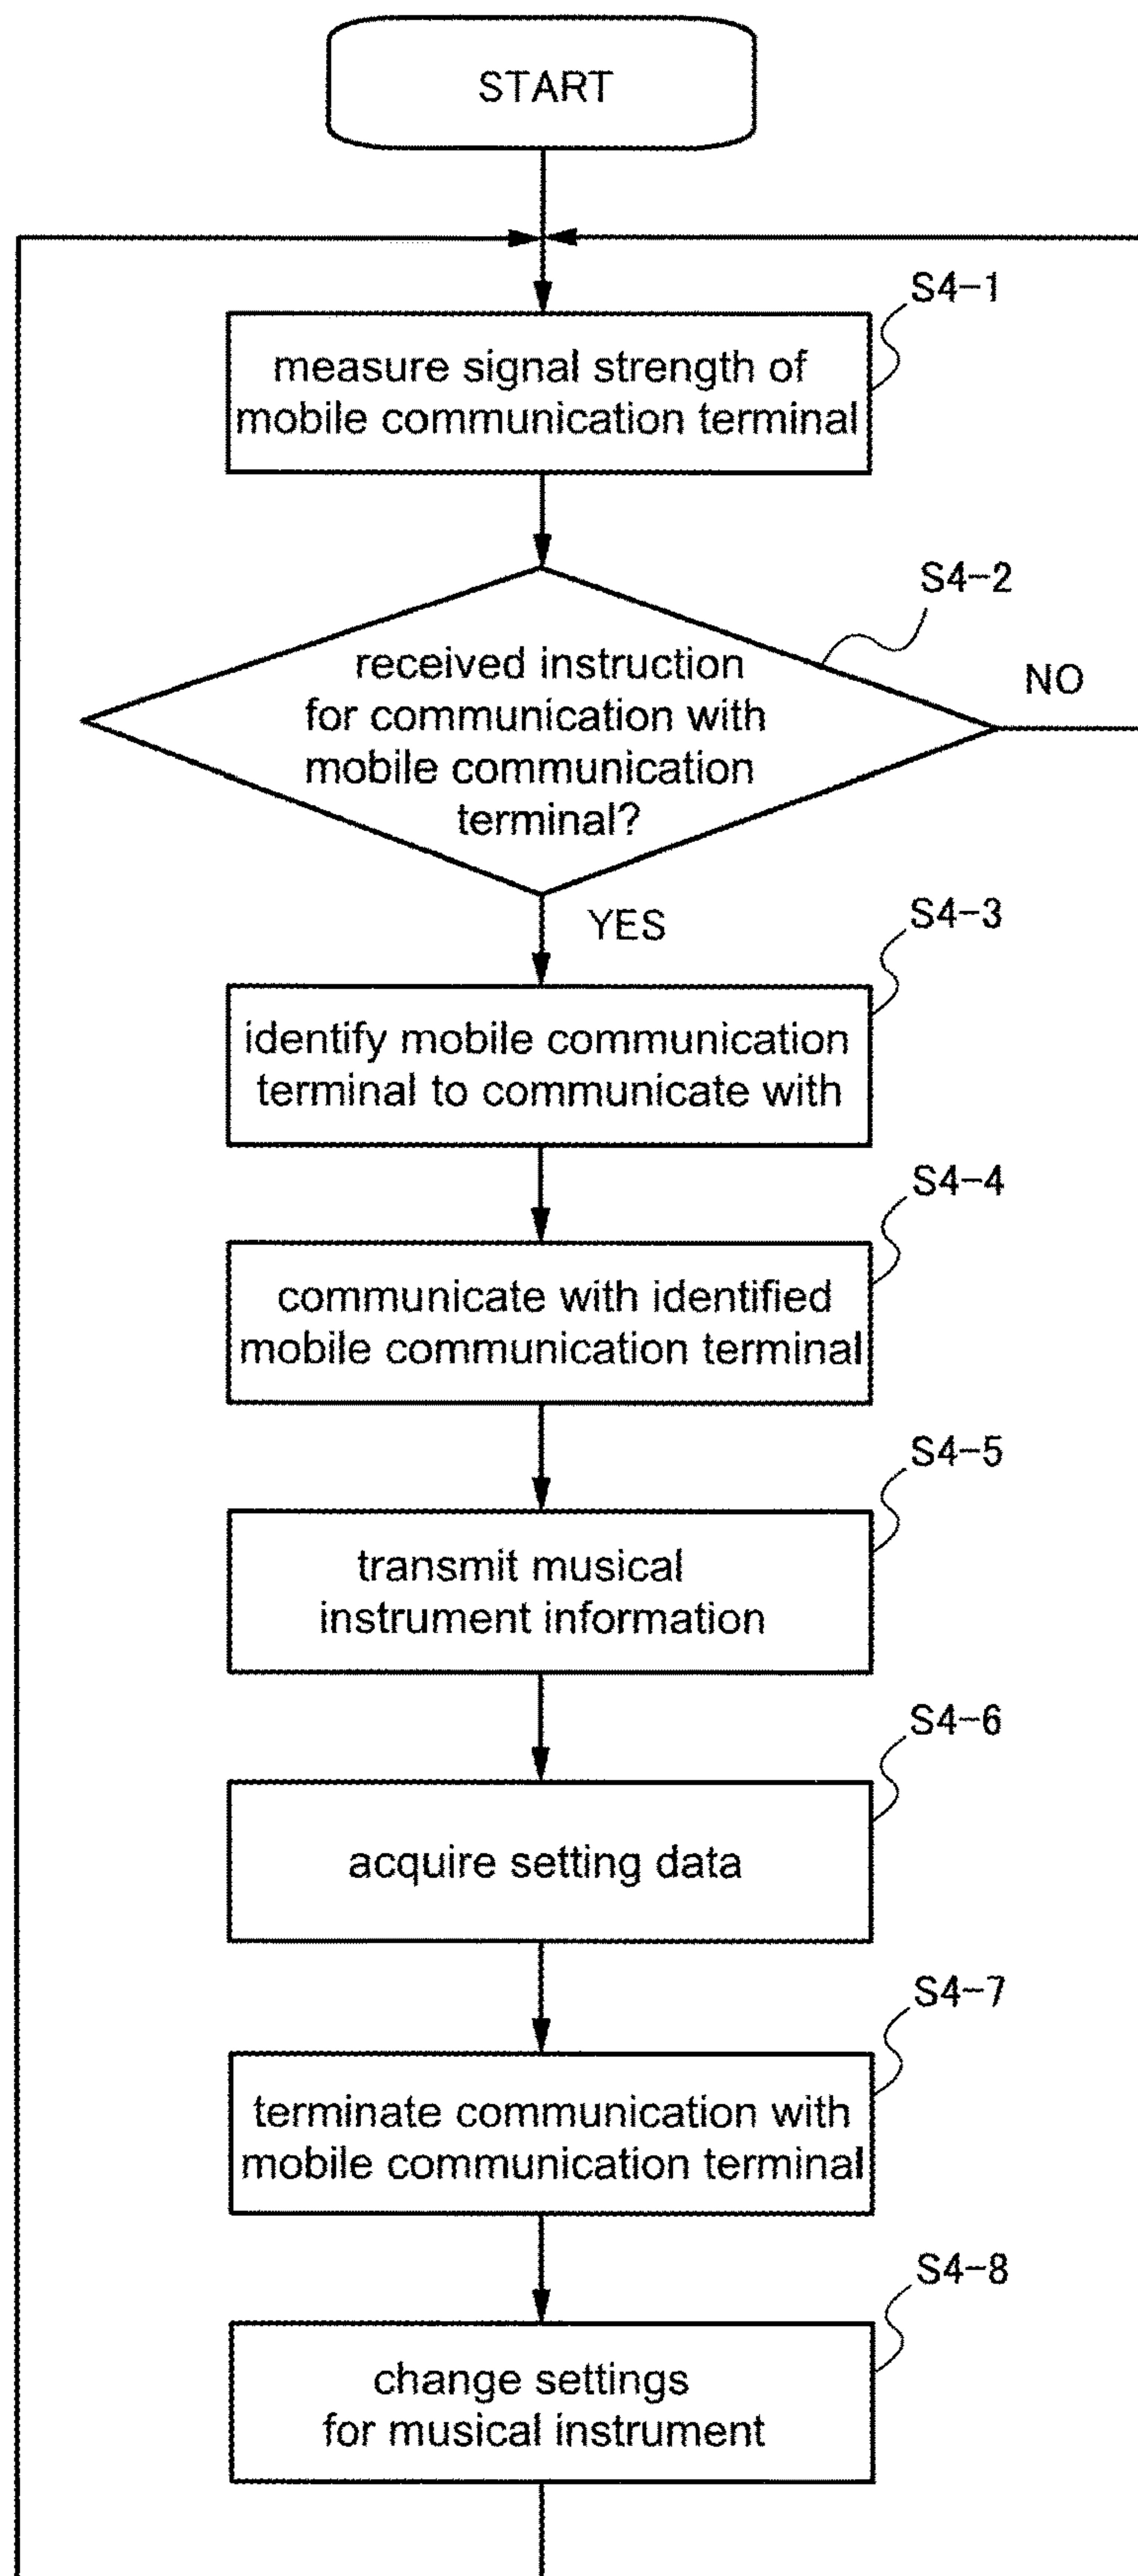 START
S4-1
measure signal strength of
mobile communication terminal
S4-2
received instruction
for communication with
mobile communication
terminal?
NO
YES
S4-3
identify mobile communication
terminal to communicate with
S4-4
communicate with identified
mobile communication terminal
S4-5
transmit musical
instrument information
S4-6
acquire setting data
S4-7
terminate communication with
mobile communication terminal
S4-8
change settings
for musical instrument